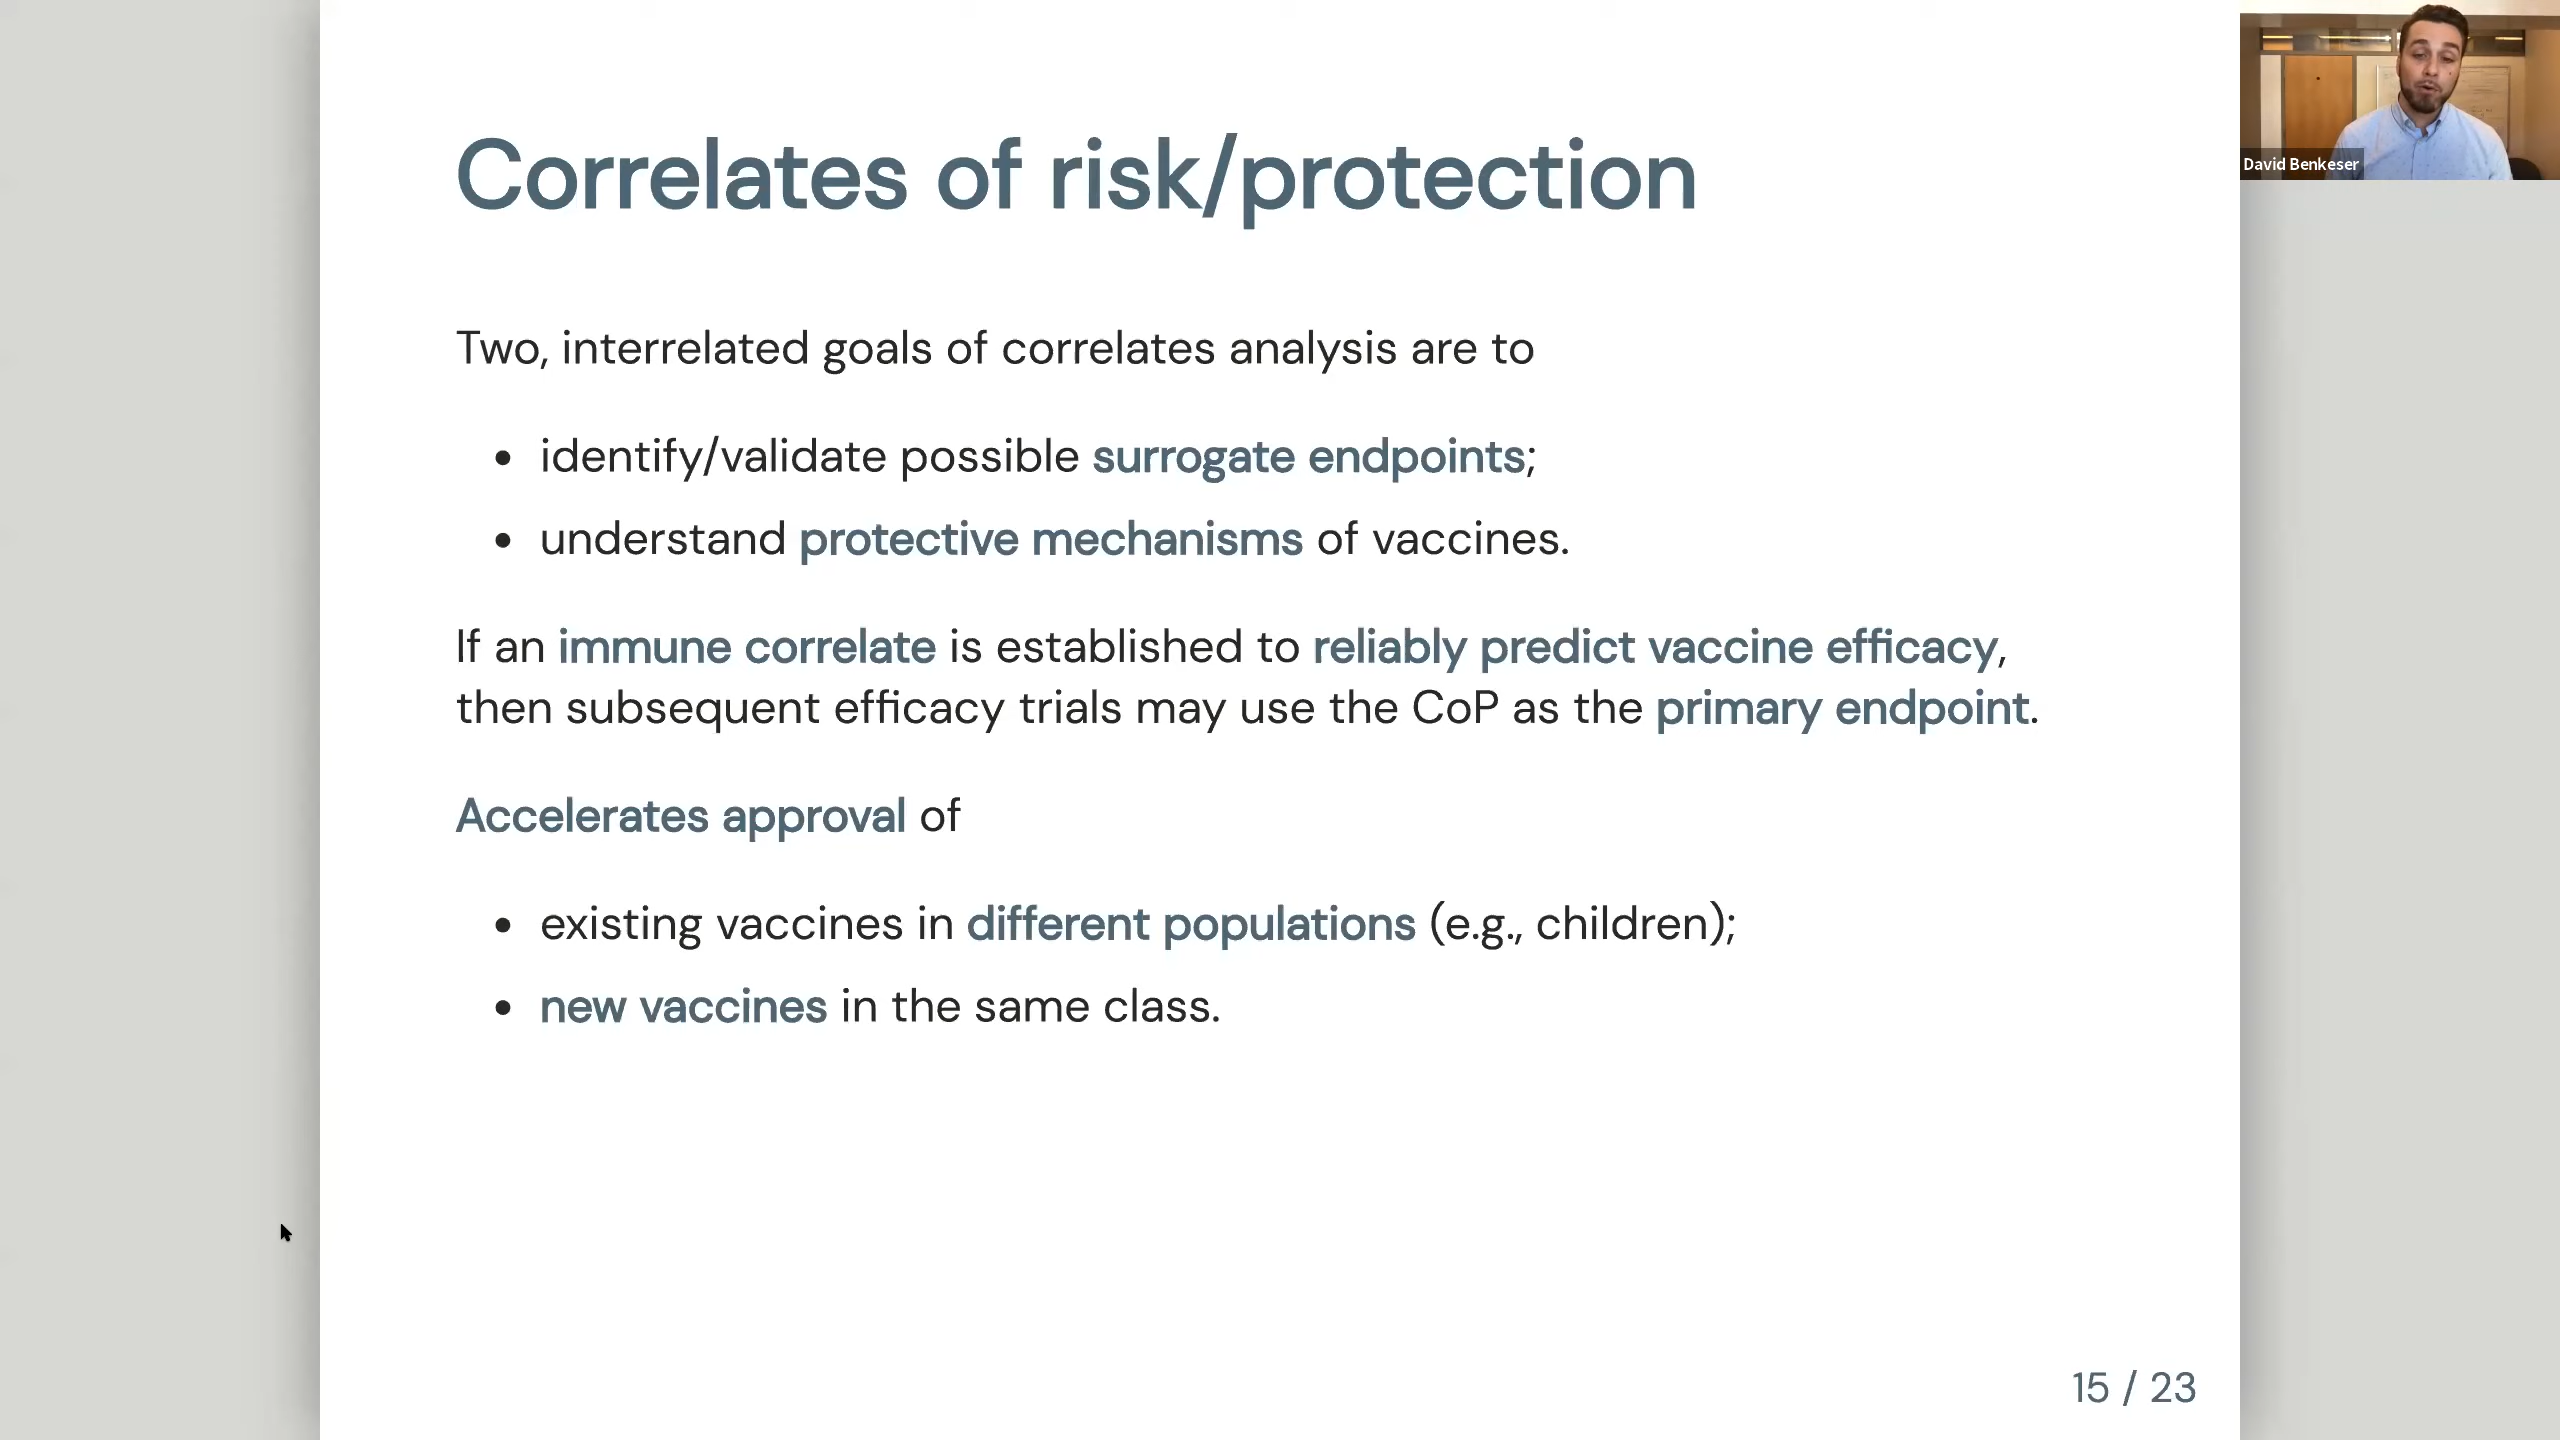 Correlates of risk/protection
David Benkeser
Two, interrelated goals of correlates analysis are to
• identify/validate possible surrogate endpoints;
• understand protective mechanisms of vaccines.
If an immune correlate is established to reliably predict vaccine efficacy,
then subsequent efficacy trials may use the CoP as the primary endpoint.
Accelerates approval of
• existing vaccines in different populations (e.g., children);
• new vaccines in the same class.
15 / 23